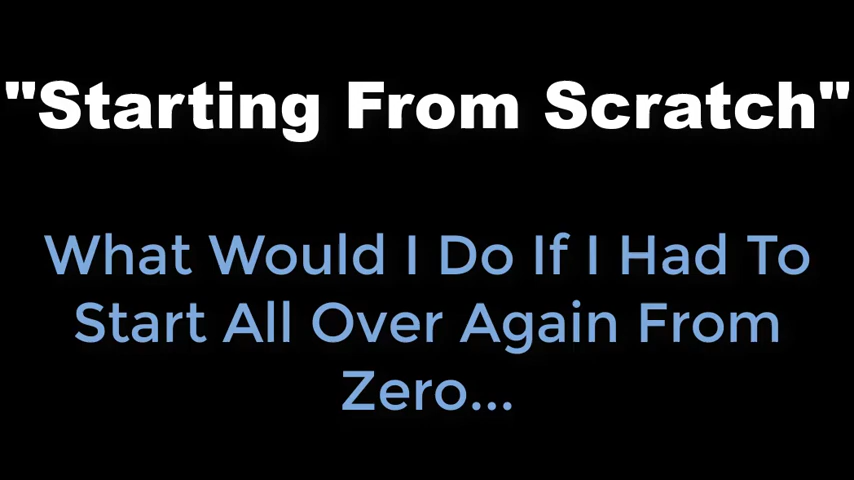 "Starting From Scratch"
What Would I Do If I Had To
Start All Over Again From
Zero...